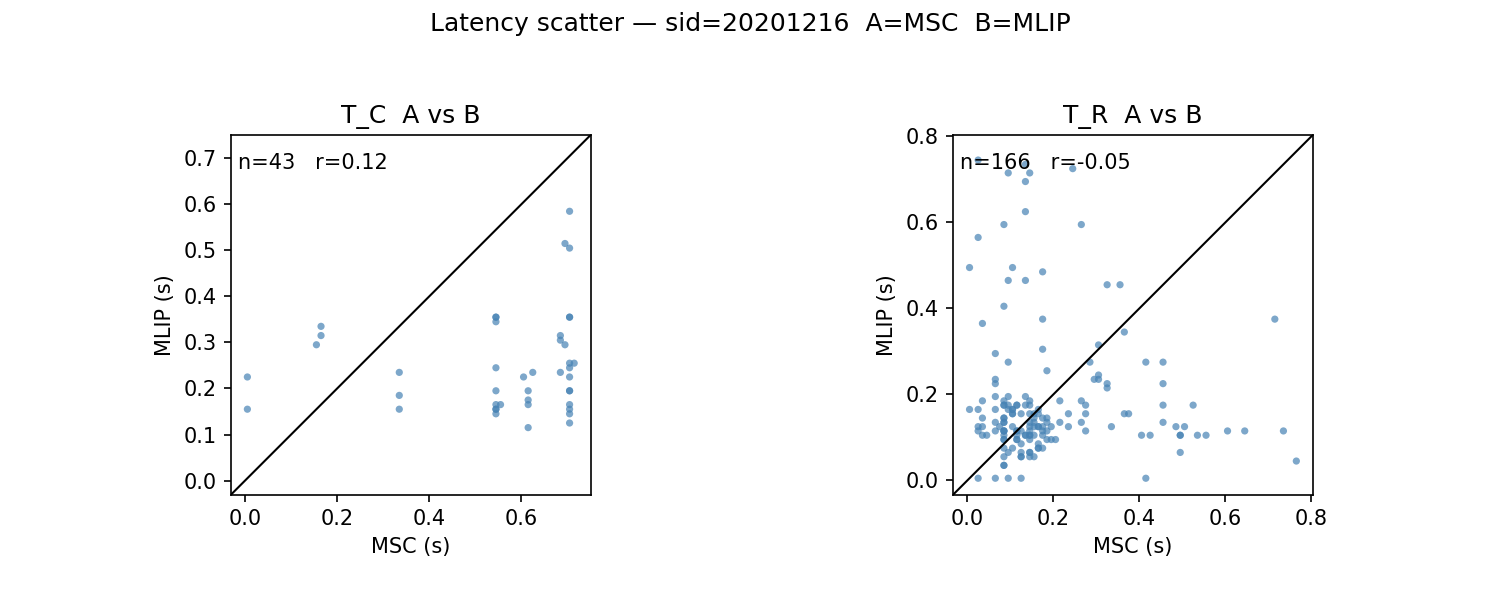 Latency scatter — sid=20201216  A=MSC  B=MLIP
T_C  A vs B
n=43   r=0.12
0.7
0.6
0.5
0.4
0.3
0.2
0.1
0.0
MLIP (s)
0.0 0.2 0.4 0.6
MSC (s)
T_R  A vs B
n=166   r=-0.05
0.8
0.6
0.4
0.2
0.0
MLIP (s)
0.0 0.2 0.4 0.6 0.8
MSC (s)